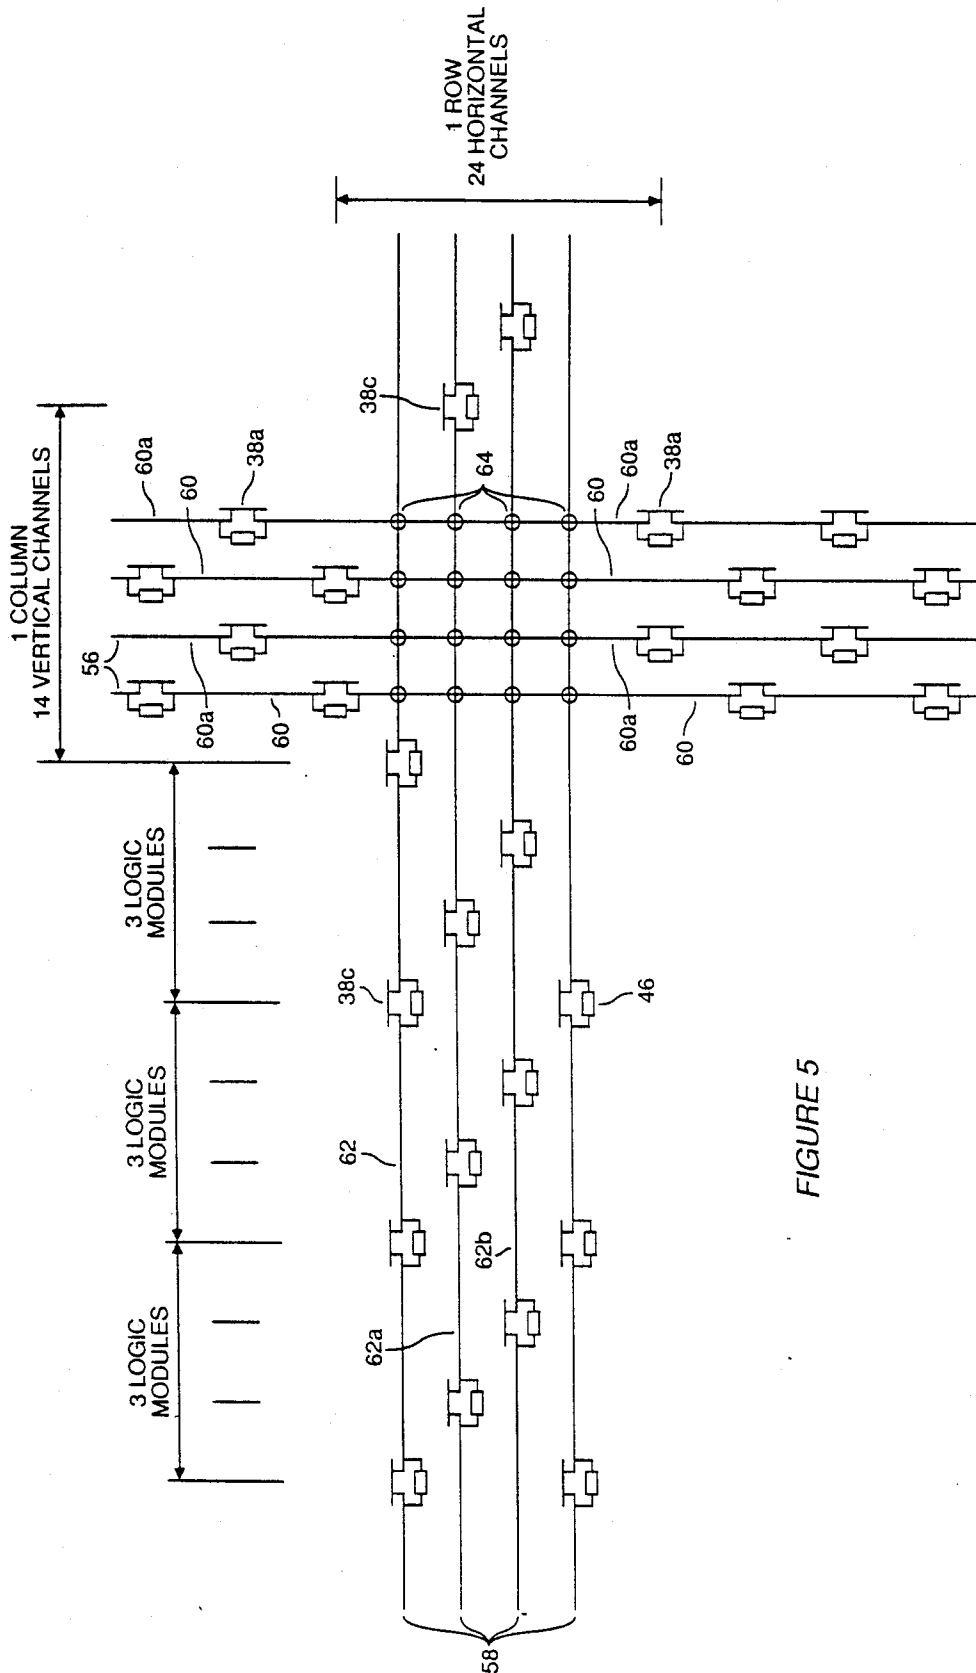 1 COLUMN
14 VERTICAL CHANNELS
1 ROW
24 HORIZONTAL
CHANNELS
3 LOGIC
MODULES
3 LOGIC
MODULES
3 LOGIC
MODULES
56
60a
60
60a
60
38a
38c
62
62a
62b
38c
64
46
58
60
60a
60
60a
38a
FIGURE 5